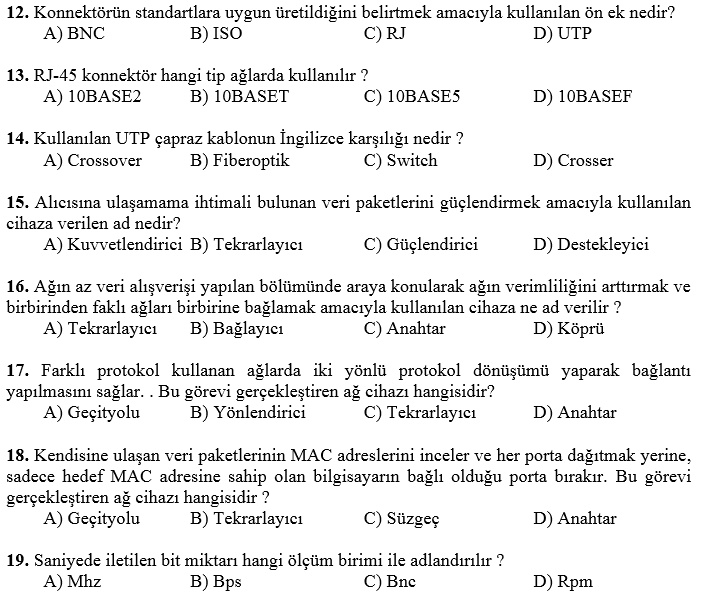 12. Konnektörün standartlara uygun üretildiğini belirtmek amacıyla kullanılan ön ek nedir?
A) BNC B) ISO C) RJ D) UTP
13. RJ-45 konnektör hangi tip ağlarda kullanılır ?
A) 10BASE2 B) 10BASET C) 10BASE5 D) 10BASEF
14. Kullanılan UTP çapraz kablonun İngilizce karşılığı nedir ?
A) Crossover B) Fiberoptik C) Switch D) Crosser
15. Alıcısına ulaşamama ihtimali bulunan veri paketlerini güçlendirmek amacıyla kullanılan
cihaza verilen ad nedir?
A) Kuvvetlendirici B) Tekrarlayıcı C) Güçlendirici D) Destekleyici
16. Ağın az veri alışverişi yapılan bölümünde araya konularak ağın verimliliğini arttırmak ve
birbirinden faklı ağları birbirine bağlamak amacıyla kullanılan cihaza ne ad verilir ?
A) Tekrarlayıcı B) Bağlayıcı C) Anahtar D) Köprü
17. Farklı protokol kullanan ağlarda iki yönlü protokol dönüşümü yaparak bağlantı
yapılmasını sağlar. . Bu görevi gerçekleştiren ağ cihazı hangisidir?
A) Geçityolu B) Yönlendirici C) Tekrarlayıcı D) Anahtar
18. Kendisine ulaşan veri paketlerinin MAC adreslerini inceler ve her porta dağıtmak yerine,
sadece hedef MAC adresine sahip olan bilgisayarın bağlı olduğu porta bırakır. Bu görevi
gerçekleştiren ağ cihazı hangisidir ?
A) Geçityolu B) Tekrarlayıcı C) Süzgeç D) Anahtar
19. Saniyede iletilen bit miktarı hangi ölçüm birimi ile adlandırılır ?
A) Mhz B) Bps C) Bnc D) Rpm